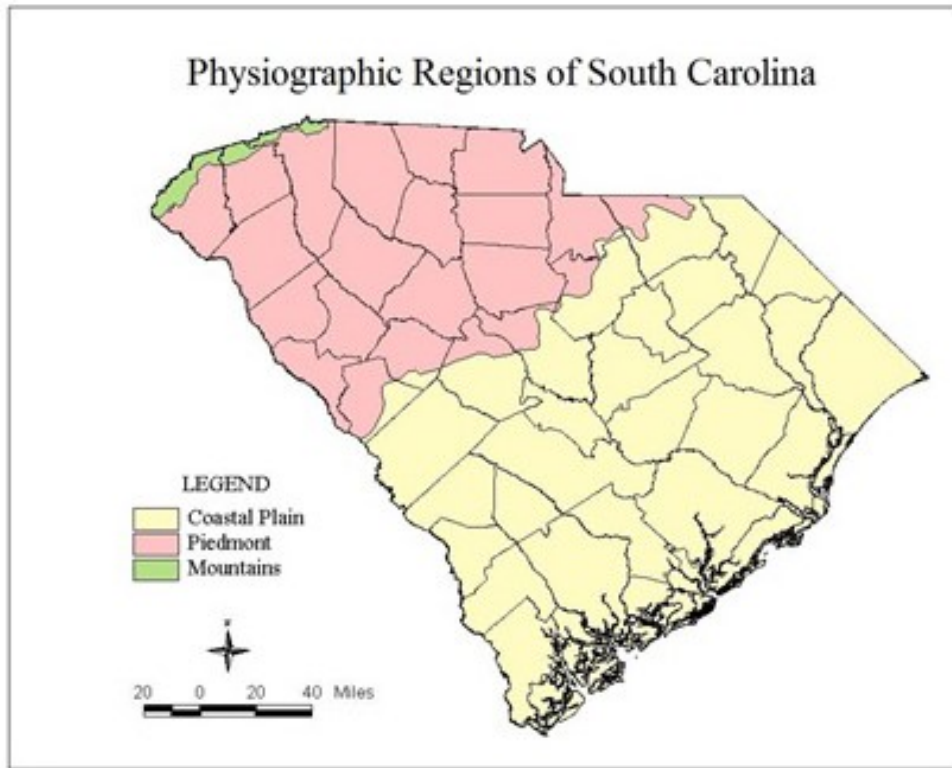 Physiographic Regions of South Carolina
LEGEND
Coastal Plain
Piedmont
Mountains
20 0 20 40 Miles